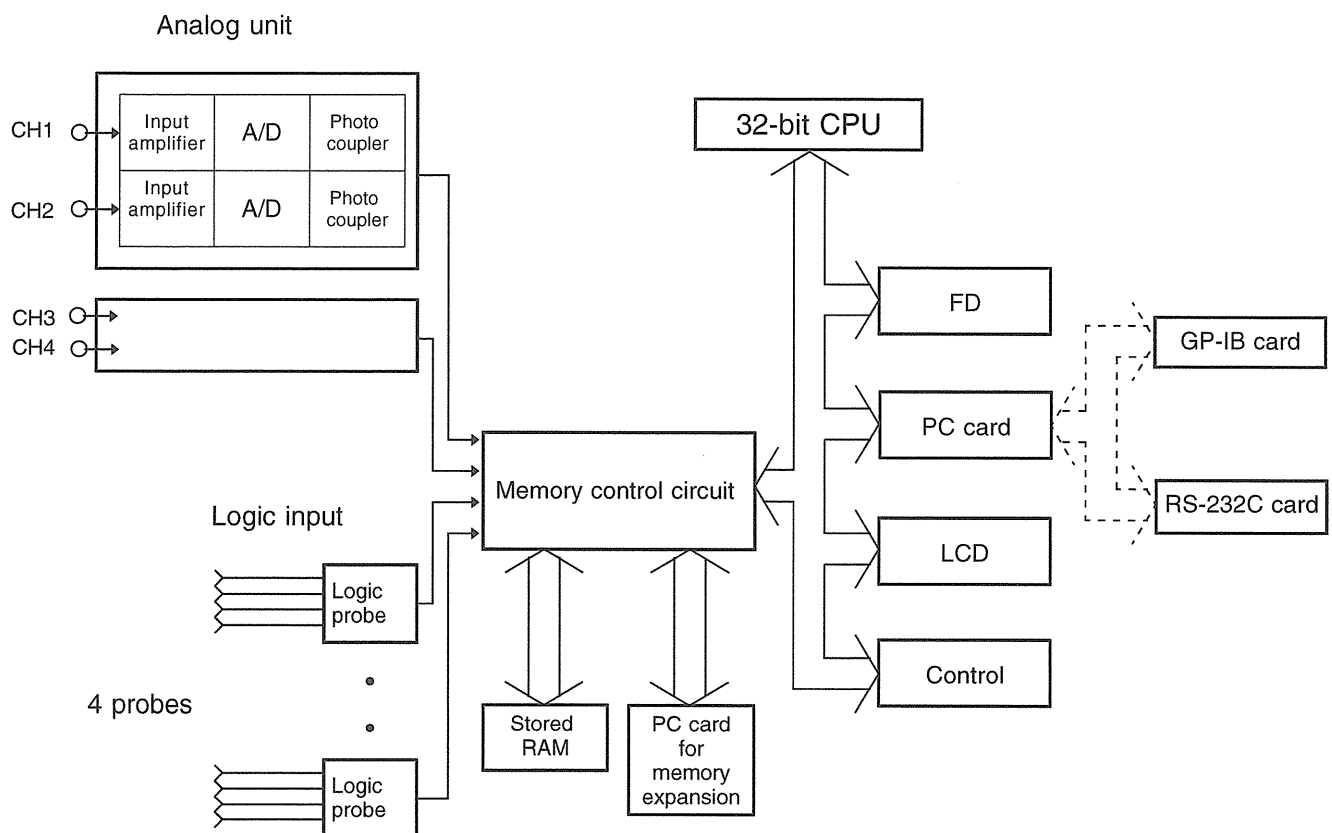 Analog unit
CH1
Input
amplifier
A/D
Photo
coupler
CH2
Input
amplifier
A/D
Photo
coupler
CH3
CH4
32-bit CPU
FD
GP-IB card
PC card
Memory control circuit
RS-232C card
Logic input
LCD
Logic
probe
Control
4 probes
Stored
RAM
PC card
for
memory
expansion
Logic
probe